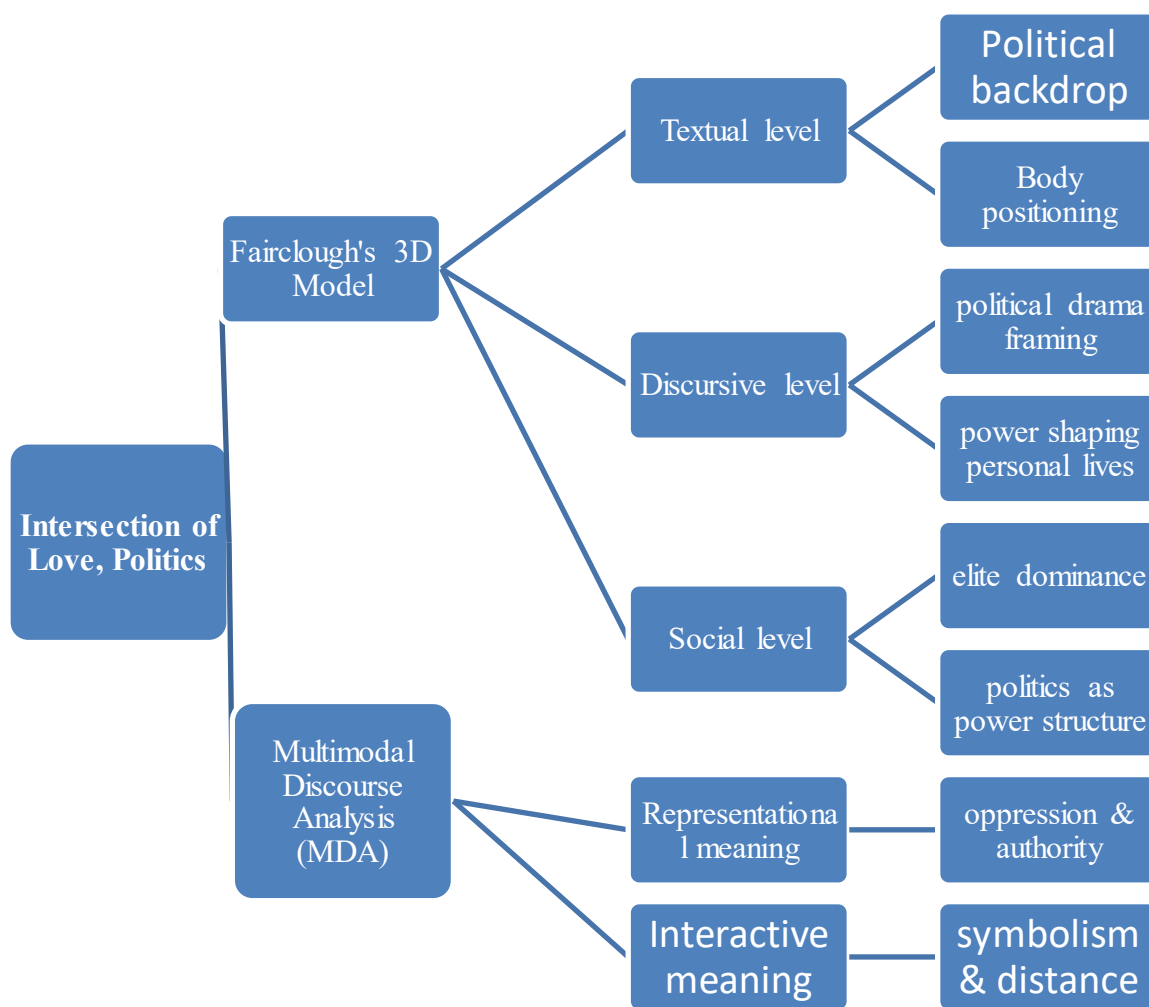 Intersection of
Love, Politics
Fairclough's 3D
Model
Textual level
Political
backdrop
Body
positioning
Discursive level
political drama
framing
power shaping
personal lives
Social level
elite dominance
politics as
power structure
Multimodal
Discourse
Analysis
(MDA)
Representationa
l meaning
oppression &
authority
Interactive
meaning
symbolism
& distance